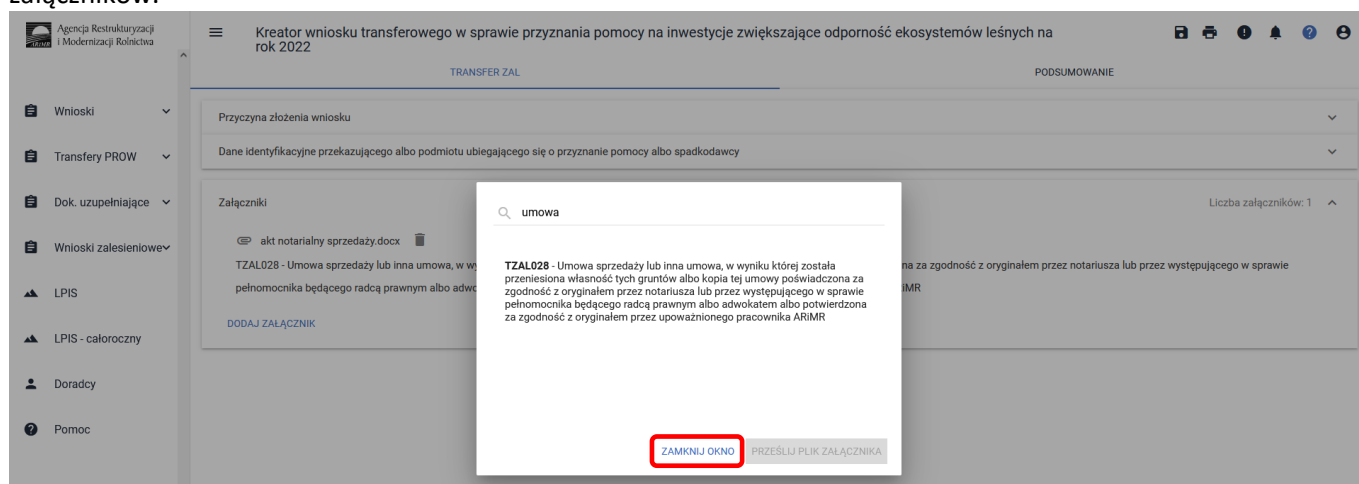 załączników.
Agencja Restrukturyzacji
i Modernizacji Rolnictwa
ARiMR
Kreator wniosku transferowego w sprawie przyznania pomocy na inwestycje zwiększające odporność ekosystemów leśnych na
rok 2022
TRANSFER ZAL
PODSUMOWANIE
Wnioski
Transfery PROW
Dok. uzupełniające
Wnioski zalesieniowe
LPIS
LPIS - całoroczny
Doradcy
Pomoc
Przyczyna złożenia wniosku
Dane identyfikacyjne przekazującego albo podmiotu ubiegającego się o przyznanie pomocy albo spadkodawcy
Załączniki
Liczba załączników: 1
akt notarialny sprzedaży.docx
TZAL028 - Umowa sprzedaży lub inna umowa, w
na za zgodność z oryginałem przez notariusza lub przez występującego w sprawie
pełnomocnika będącego radcą prawnym albo
DODAJ ZAŁĄCZNIK
umowa
TZAL028 - Umowa sprzedaży lub inna umowa, w wyniku której została
przeniesiona własność tych gruntów albo kopia tej umowy poświadczona za
zgodność z oryginałem przez notariusza lub przez występującego w sprawie
pełnomocnika będącego radcą prawnym albo adwokatem albo potwierdzona
za zgodność z oryginałem przez upoważnionego pracownika ARiMR
ZAMKNIJ OKNO
PRZEŚLIJ PLIK ZAŁĄCZNIKA